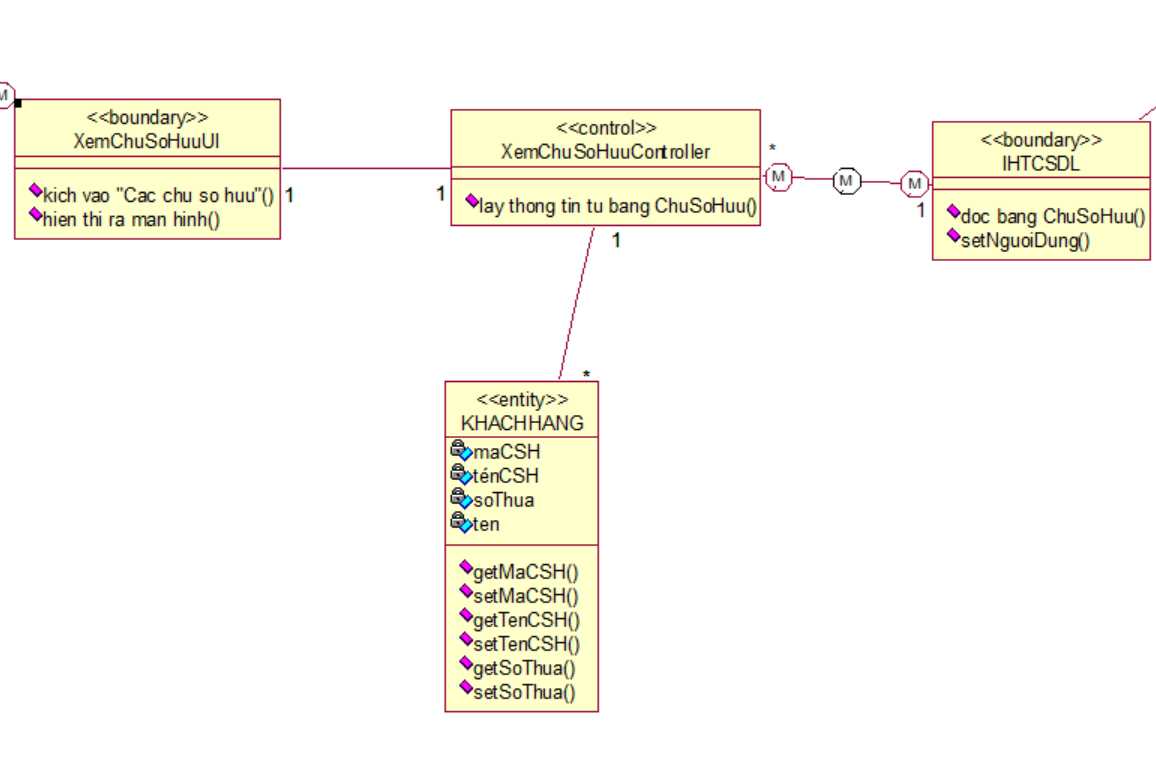 M
<<boundary>>
XemChuSoHuuUI
kich vao "Cac chu so huu"()
hien thi ra man hinh()
1
1
<<control>>
XemChuSoHuuController
lay thong tin tu bang ChuSoHuu()
*
M
M
M
1
<<boundary>>
IHTCSDL
doc bang ChuSoHuu()
setNguoiDung()
1
*
<<entity>>
KHACHHANG
maCSH
ténCSH
soThua
ten
getMaCSH()
setMaCSH()
getTenCSH()
setTenCSH()
getSoThua()
setSoThua()